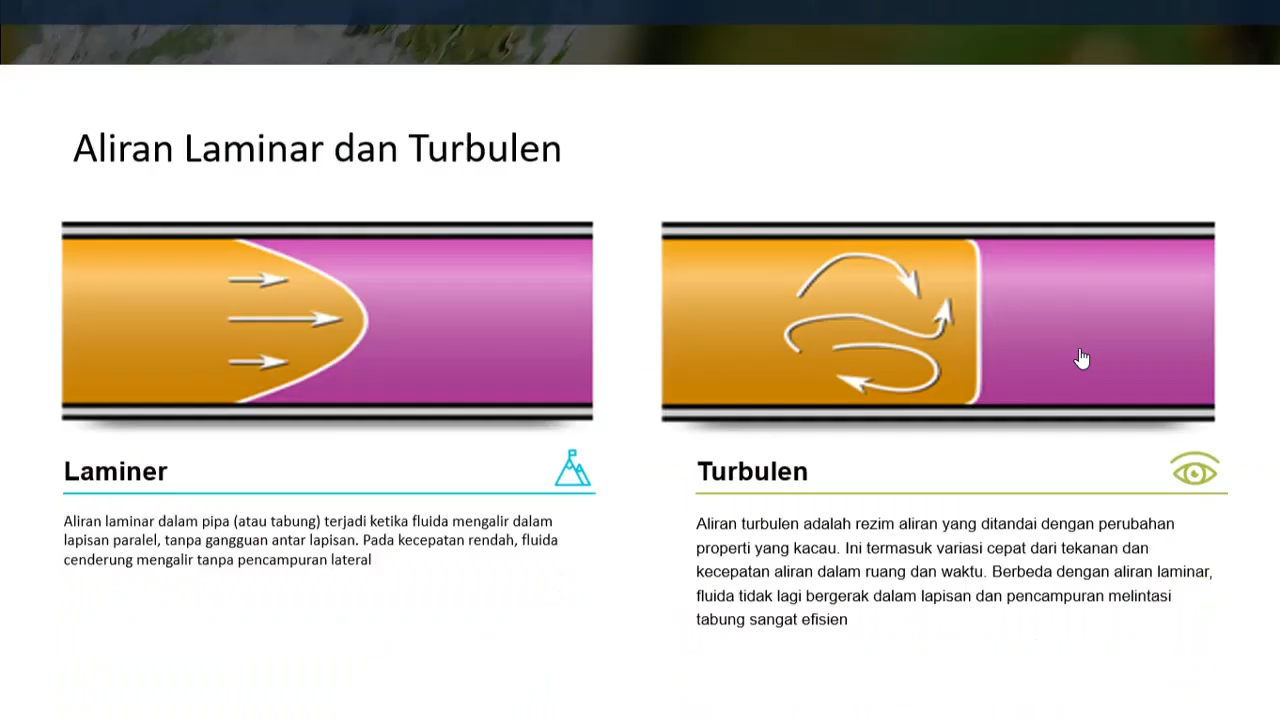 Aliran Laminar dan Turbulen
Laminer
Aliran laminar dalam pipa (atau tabung) terjadi ketika fluida mengalir dalam
lapisan paralel, tanpa gangguan antar lapisan. Pada kecepatan rendah, fluida
cenderung mengalir tanpa pencampuran lateral
Turbulen
Aliran turbulen adalah rezim aliran yang ditandai dengan perubahan
properti yang kacau. Ini termasuk variasi cepat dari tekanan dan
kecepatan aliran dalam ruang dan waktu. Berbeda dengan aliran laminar,
fluida tidak lagi bergerak dalam lapisan dan pencampuran melintasi
tabung sangat efisien